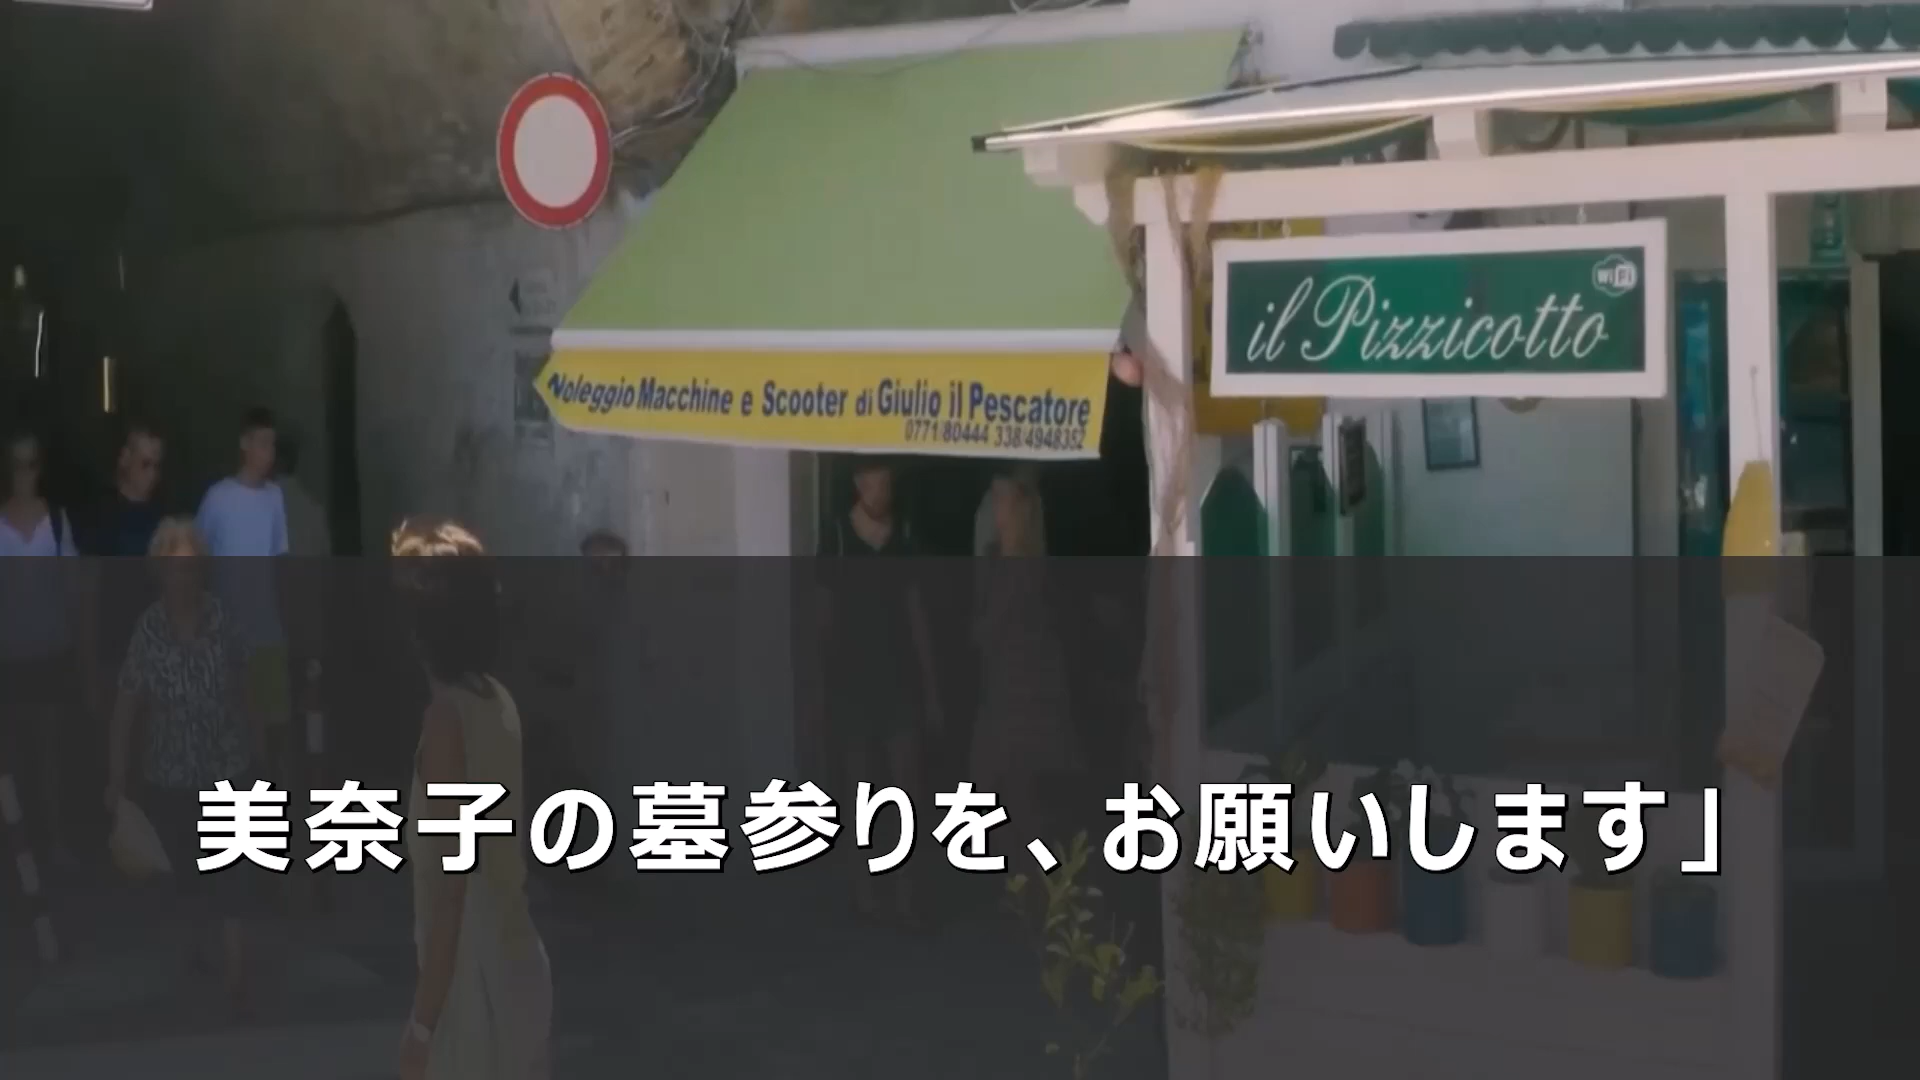 Noleggio Macchine e Scooter di Giulio il Pescatore
0771/80444 338/4948352
WiFi
il Pizzicotto
美奈子の墓参りを、お願いします」